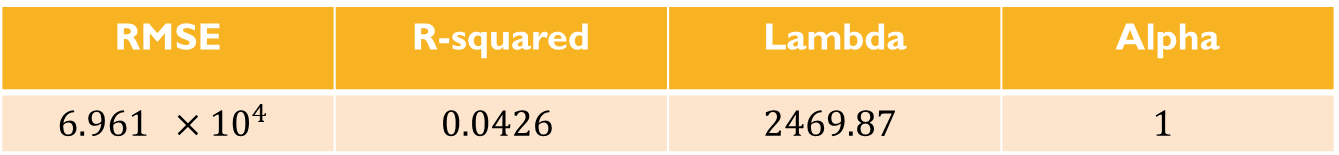 RMSE R-squared Lambda Alpha
6.961 × 10⁴ 0.0426 2469.87 1